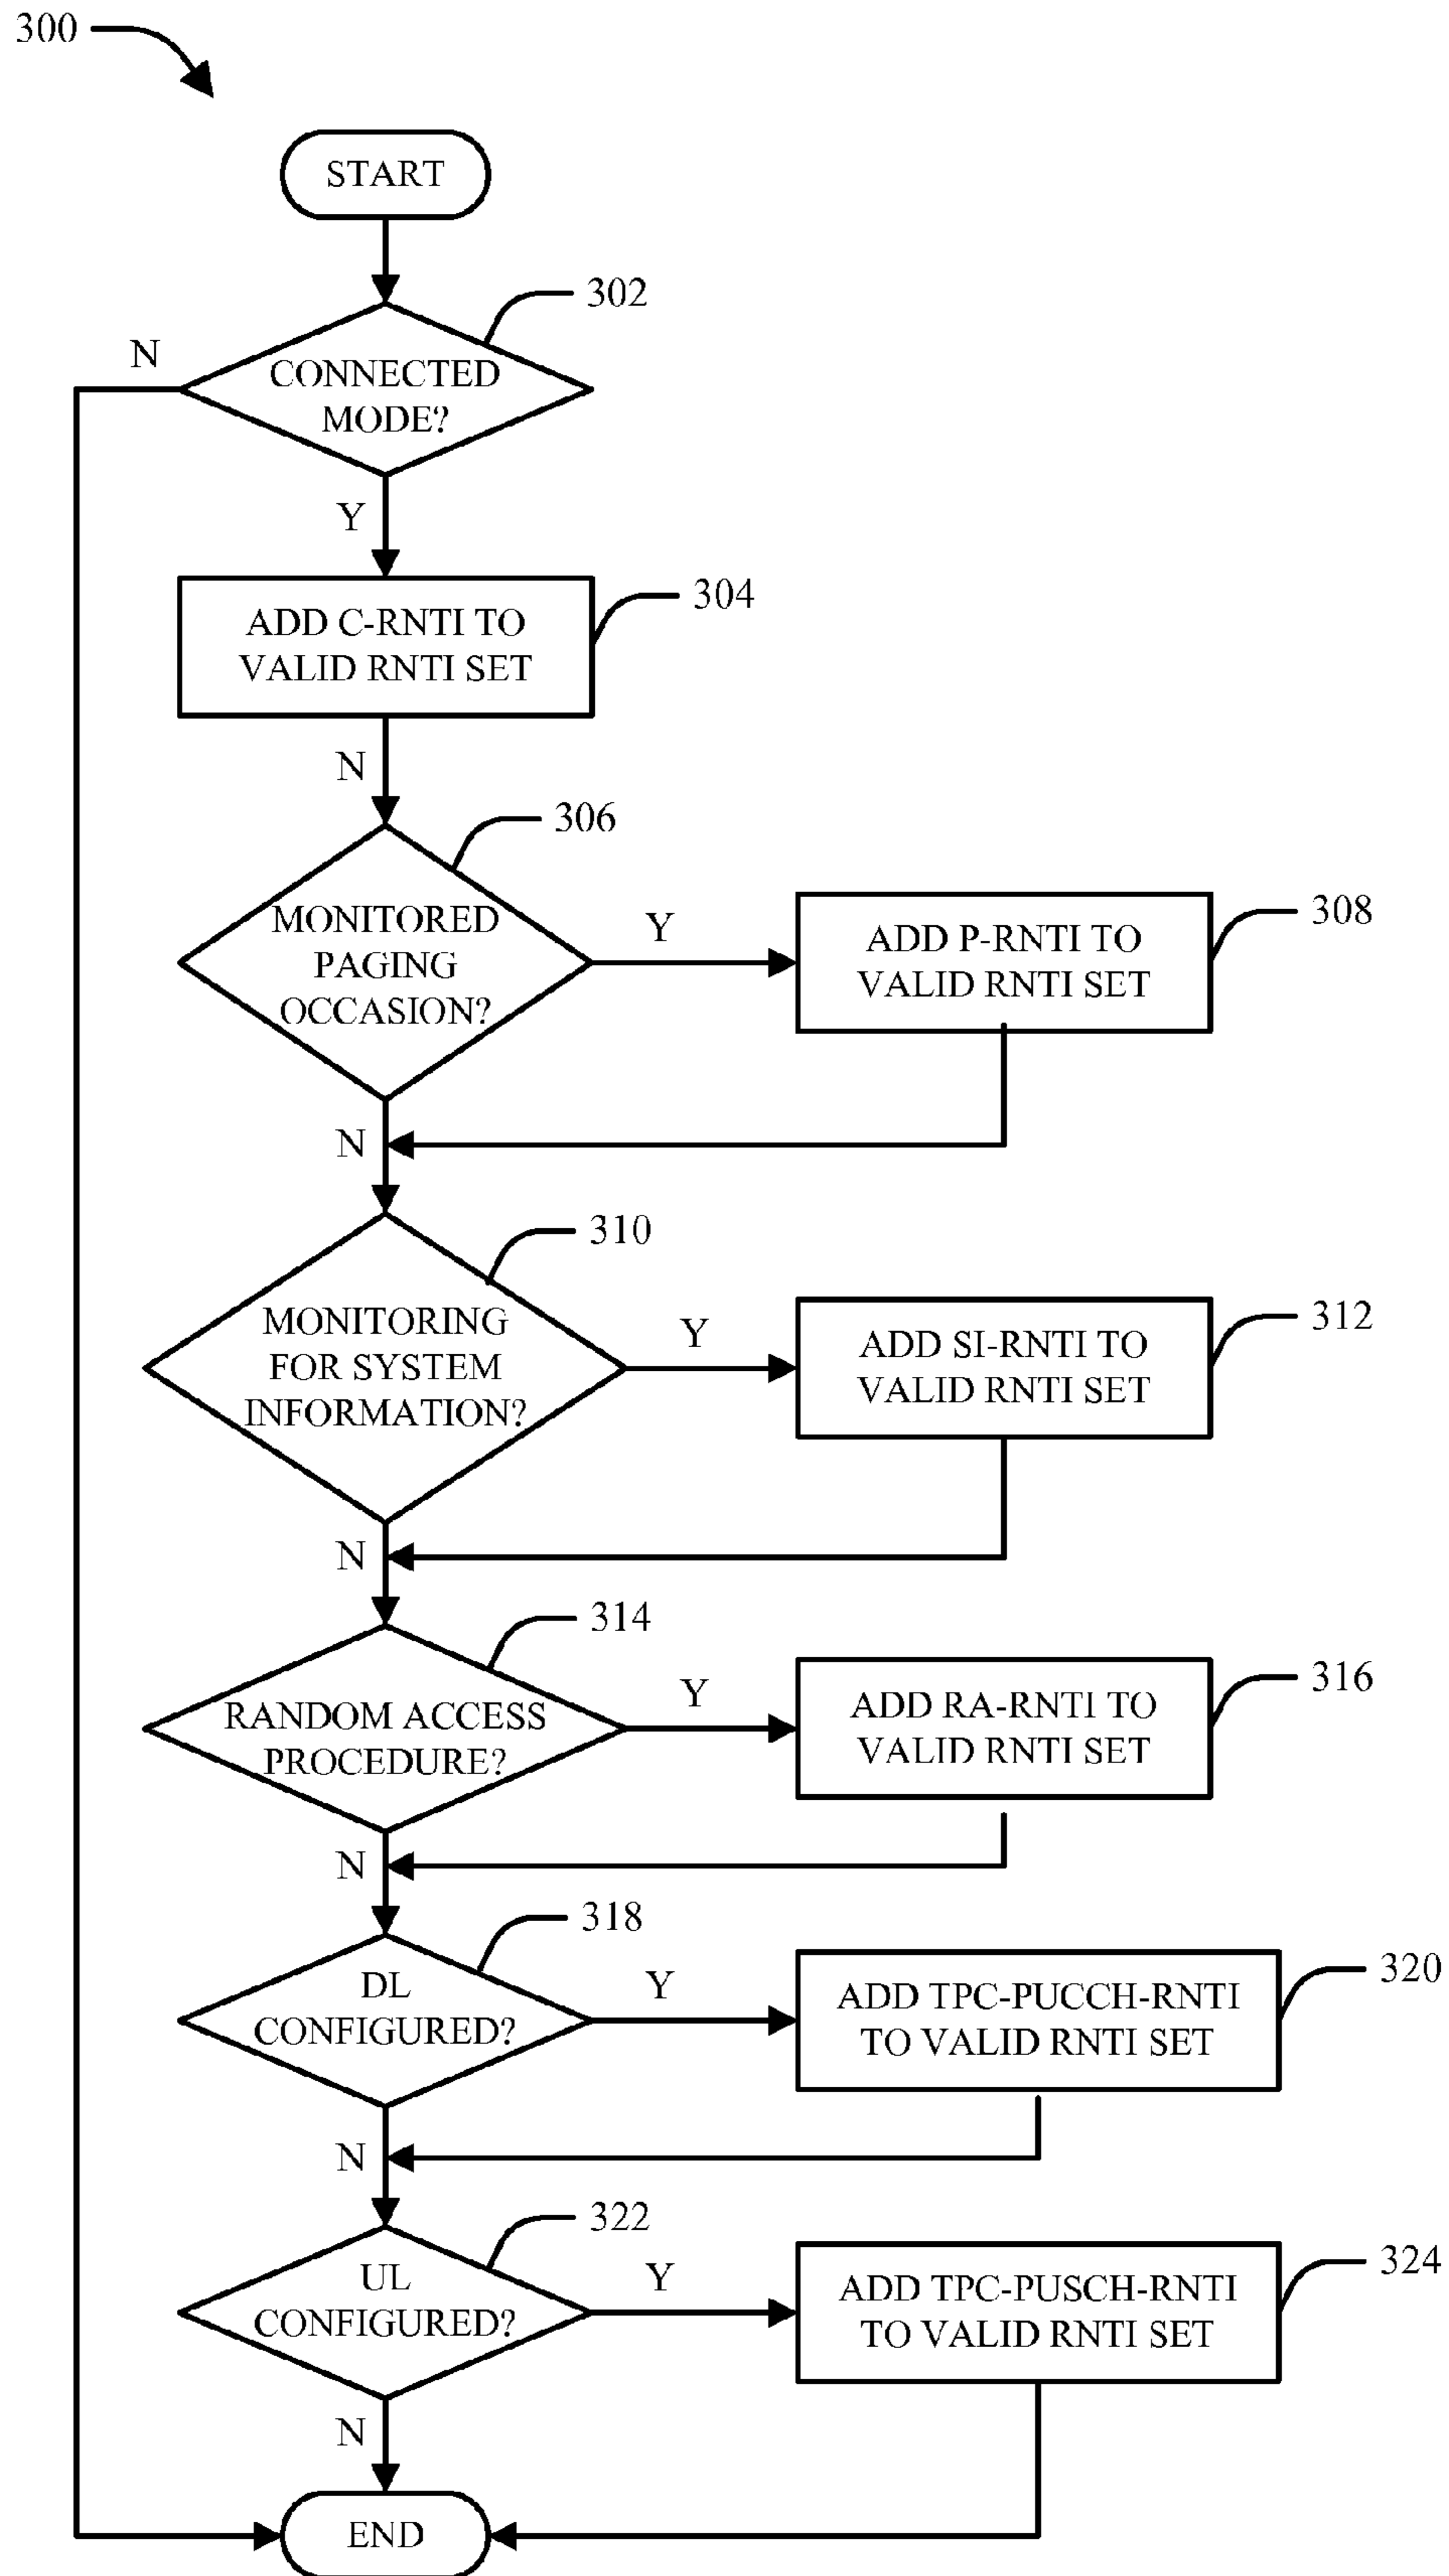 300
START
302
N
CONNECTED
MODE?
Y
304
ADD C-RNTI TO
VALID RNTI SET
N
306
MONITORED
PAGING
OCCASION?
Y
308
ADD P-RNTI TO
VALID RNTI SET
N
310
MONITORING
FOR SYSTEM
INFORMATION?
Y
312
ADD SI-RNTI TO
VALID RNTI SET
N
314
RANDOM ACCESS
PROCEDURE?
Y
316
ADD RA-RNTI TO
VALID RNTI SET
N
318
DL
CONFIGURED?
Y
320
ADD TPC-PUCCH-RNTI
TO VALID RNTI SET
N
322
UL
CONFIGURED?
Y
324
ADD TPC-PUSCH-RNTI
TO VALID RNTI SET
N
END